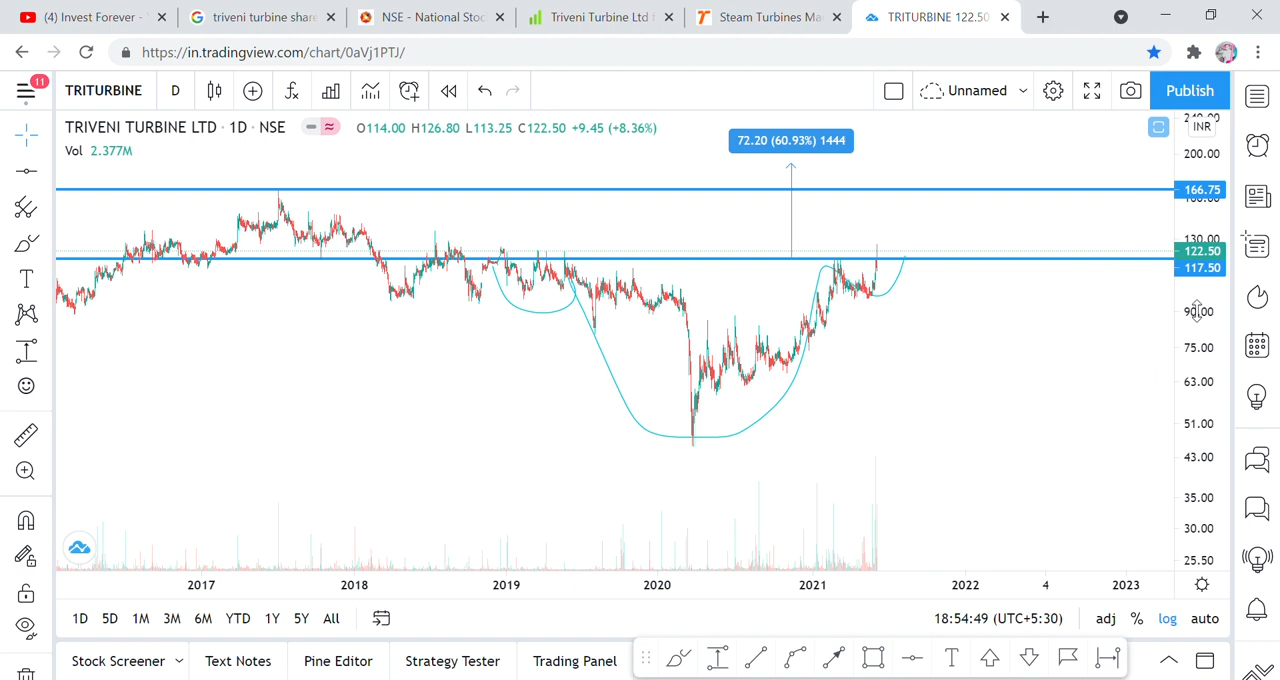 (4) Invest Forever -
triveni turbine share
NSE - National Stoc
Triveni Turbine Ltd f
Steam Turbines Ma
TRITURBINE 122.50
https://in.tradingview.com/chart/0aVj1PTJ/
11
TRITURBINE
D
Unnamed
Publish
TRIVENI TURBINE LTD · 1D · NSE
O114.00 H126.80 L113.25 C122.50 +9.45 (+8.36%)
Vol 2.377M
72.20 (60.93%) 1444
240.00
INR
200.00
166.75
160.00
130.00
122.50
117.50
90.00
75.00
63.00
51.00
43.00
35.00
30.00
25.50
2017 2018 2019 2020 2021 2022 4 2023
1D 5D 1M 3M 6M YTD 1Y 5Y All
18:54:49 (UTC+5:30) adj % log auto
Stock Screener Text Notes Pine Editor Strategy Tester Trading Panel
T